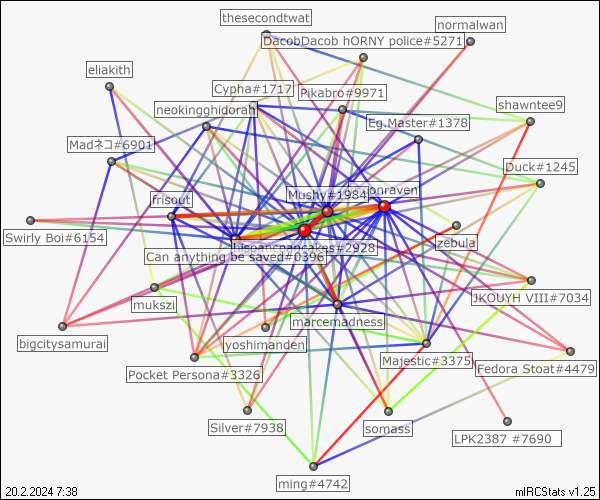 thesecondtwat
normalwan
DacobDacob hORNY police#5271
eliakith
Cypha#1717
Pikabro#9971
shawntee9
neokingghidorah
Eg.Master#1378
Madネコ#6901
Duck#1245
Mushy#1984
jonraven
frisout
Swirly Boi#6154
hispancpancakes#2928
zebula
Can anything be saved#0396
mukszi
JKOUYH VIII#7034
marcemadness
bigcitysamurai
yoshimanden
Majestic#3375
Pocket Persona#3326
Fedora Stoat#4479
Silver#7938
somass
LPK2387 #7690
ming#4742
20.2.2024 7:38
mIRCStats v1.25